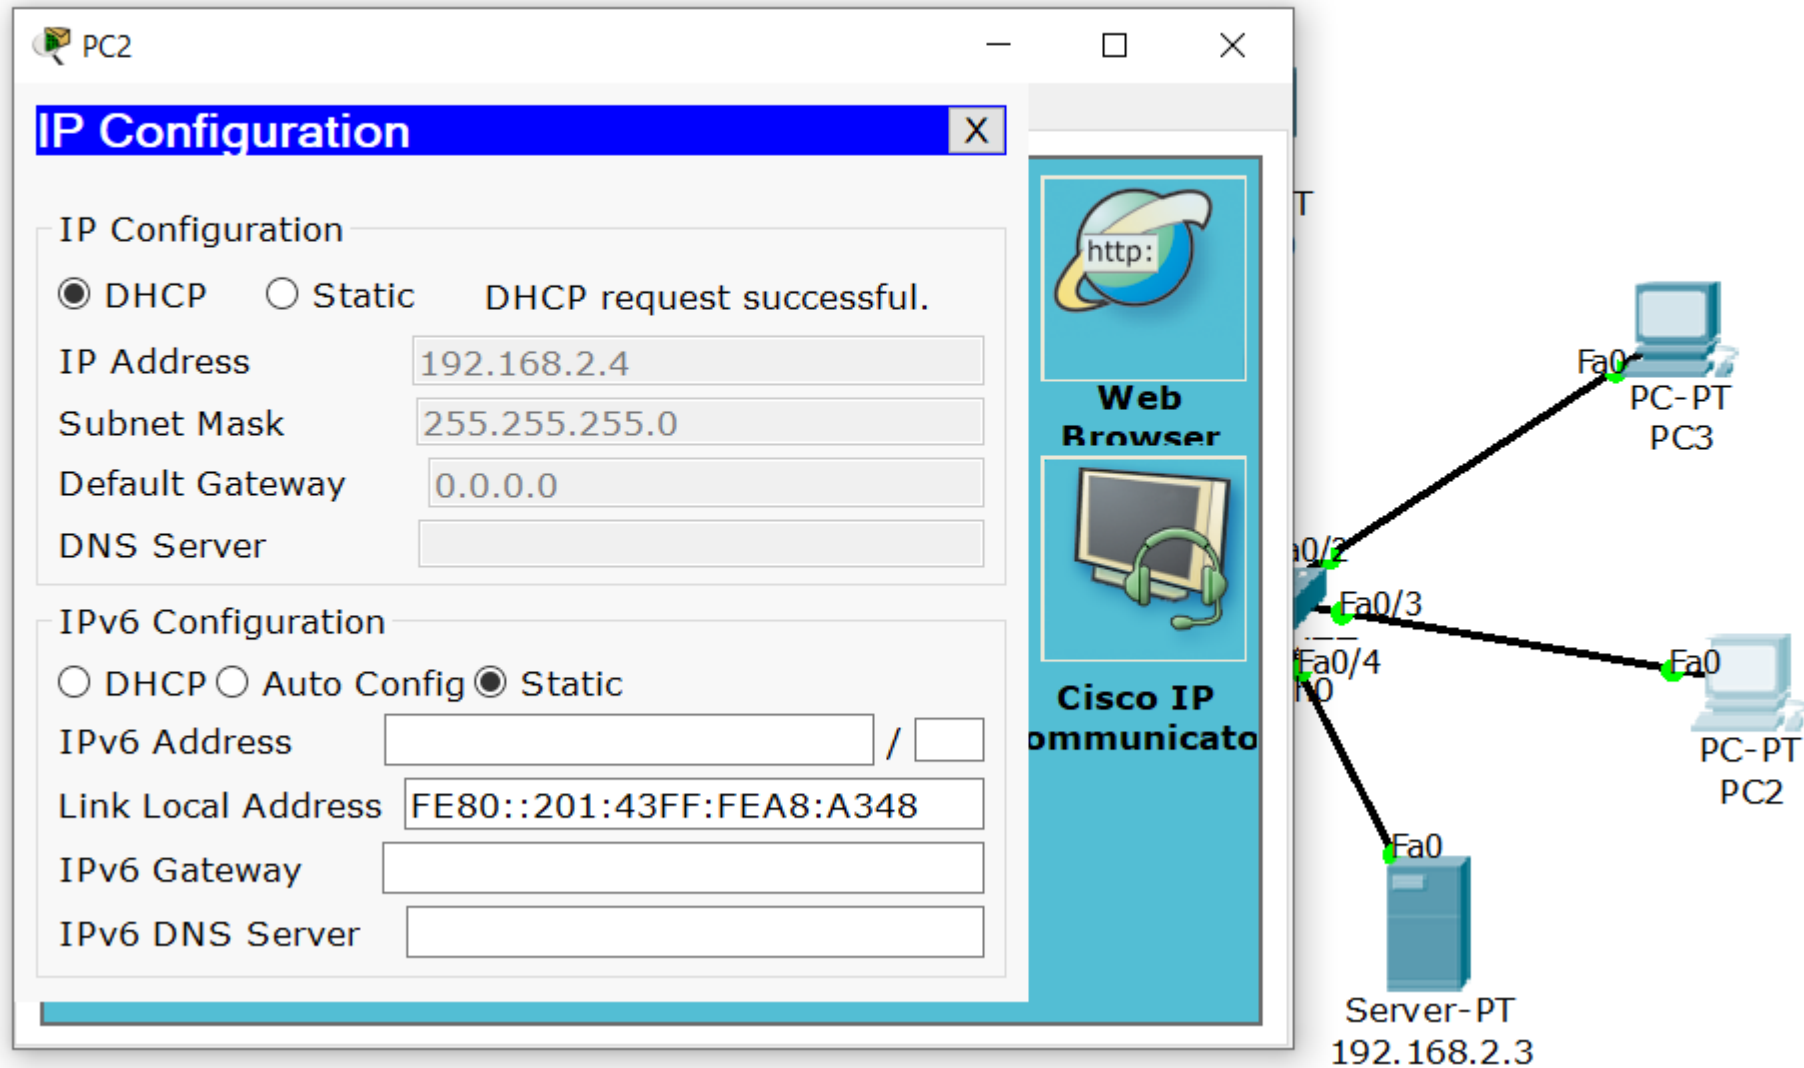 PC2
IP Configuration
X
IP Configuration
DHCP
Static
DHCP request successful.
IP Address
192.168.2.4
Subnet Mask
255.255.255.0
Default Gateway
0.0.0.0
DNS Server
IPv6 Configuration
DHCP
Auto Config
Static
IPv6 Address
/
Link Local Address
FE80::201:43FF:FEA8:A348
IPv6 Gateway
IPv6 DNS Server
http:
Web
Browser
Cisco IP
ommunicato
T
Fa0
PC-PT
PC3
a0/2
Fa0/3
Fa0/4
Fa0
PC-PT
PC2
Fa0
Server-PT
192.168.2.3